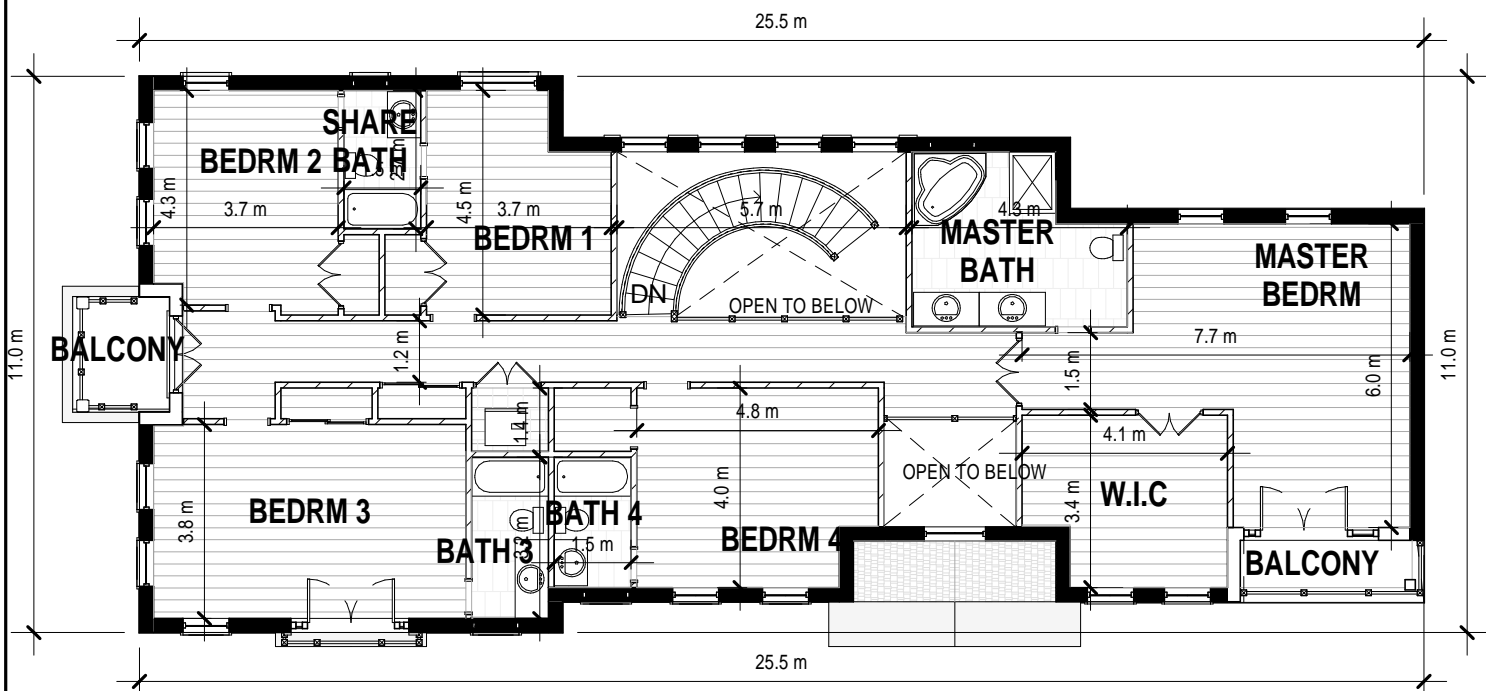 25.5 m
SHARE
BEDRM 2 BATH
4.3 m
3.7 m
4.5 m
3.7 m
BEDRM 1
5.7 m
DN
OPEN TO BELOW
4.3 m
MASTER
BATH
MASTER
BEDRM
7.7 m
11.0 m
BALCONY
1.2 m
1.5 m
6.0 m
11.0 m
1.4 m
4.8 m
4.1 m
OPEN TO BELOW
4.0 m
W.I.C
3.4 m
BEDRM 3
3.8 m
BATH 4
BATH 3
1.5 m
BEDRM 4
BALCONY
25.5 m